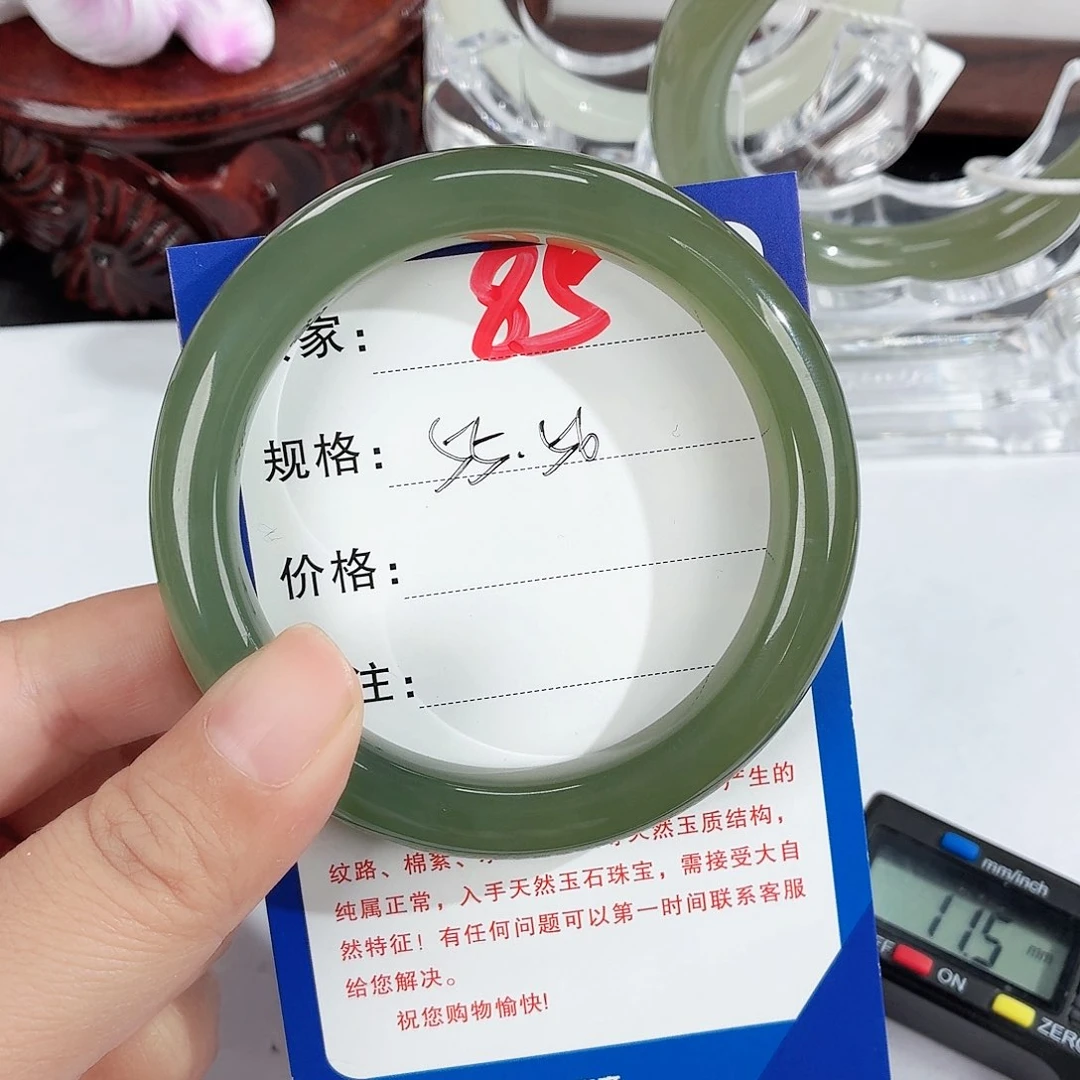 家： 85
规格： 55.56
价格：
注：
产生的
纹路、棉絮、 天然玉质结构，
纯属正常，入手天然玉石珠宝，需接受大自
然特征！有任何问题可以第一时间联系客服
给您解决。
祝您购物愉快!
mm/inch
11.5 mm
ON
ZERO